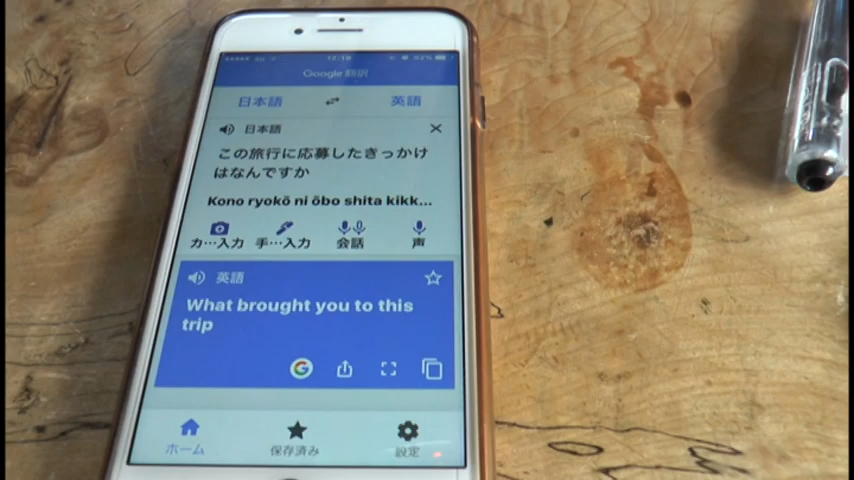 12:19
Google 翻訳
日本語
英語
日本語
この旅行に応募したきっかけ
はなんですか
Kono ryokō ni ōbo shita kikk...
カ…入力 手…入力 会話 声
英語
What brought you to this
trip
ホーム 保存済み 設定